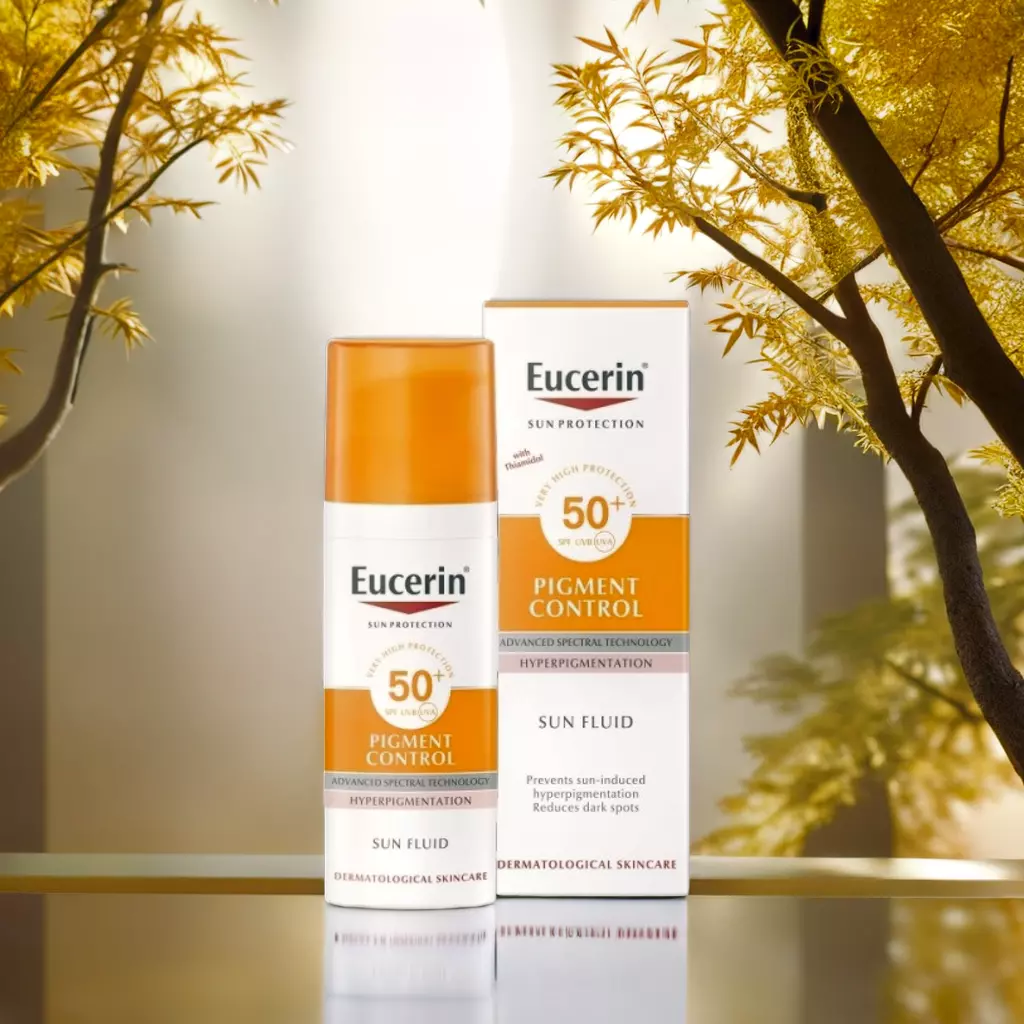 Eucerin®
SUN PROTECTION
VERY HIGH PROTECTION
50+
SPF UVB UVA
PIGMENT
CONTROL
ADVANCED SPECTRAL TECHNOLOGY
HYPERPIGMENTATION
SUN FLUID
DERMATOLOGICAL SKINCARE
Eucerin®
SUN PROTECTION
with
Thiamidol
VERY HIGH PROTECTION
50+
SPF UVB UVA
PIGMENT
CONTROL
ADVANCED SPECTRAL TECHNOLOGY
HYPERPIGMENTATION
SUN FLUID
Prevents sun-induced
hyperpigmentation
Reduces dark spots
DERMATOLOGICAL SKINCARE